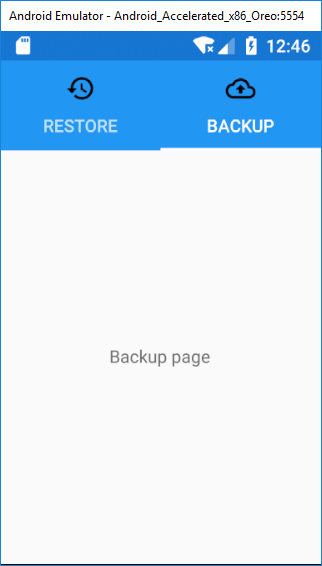 Android Emulator - Android_Accelerated_x86_Oreo:5554
12:46
RESTORE
BACKUP
Backup page